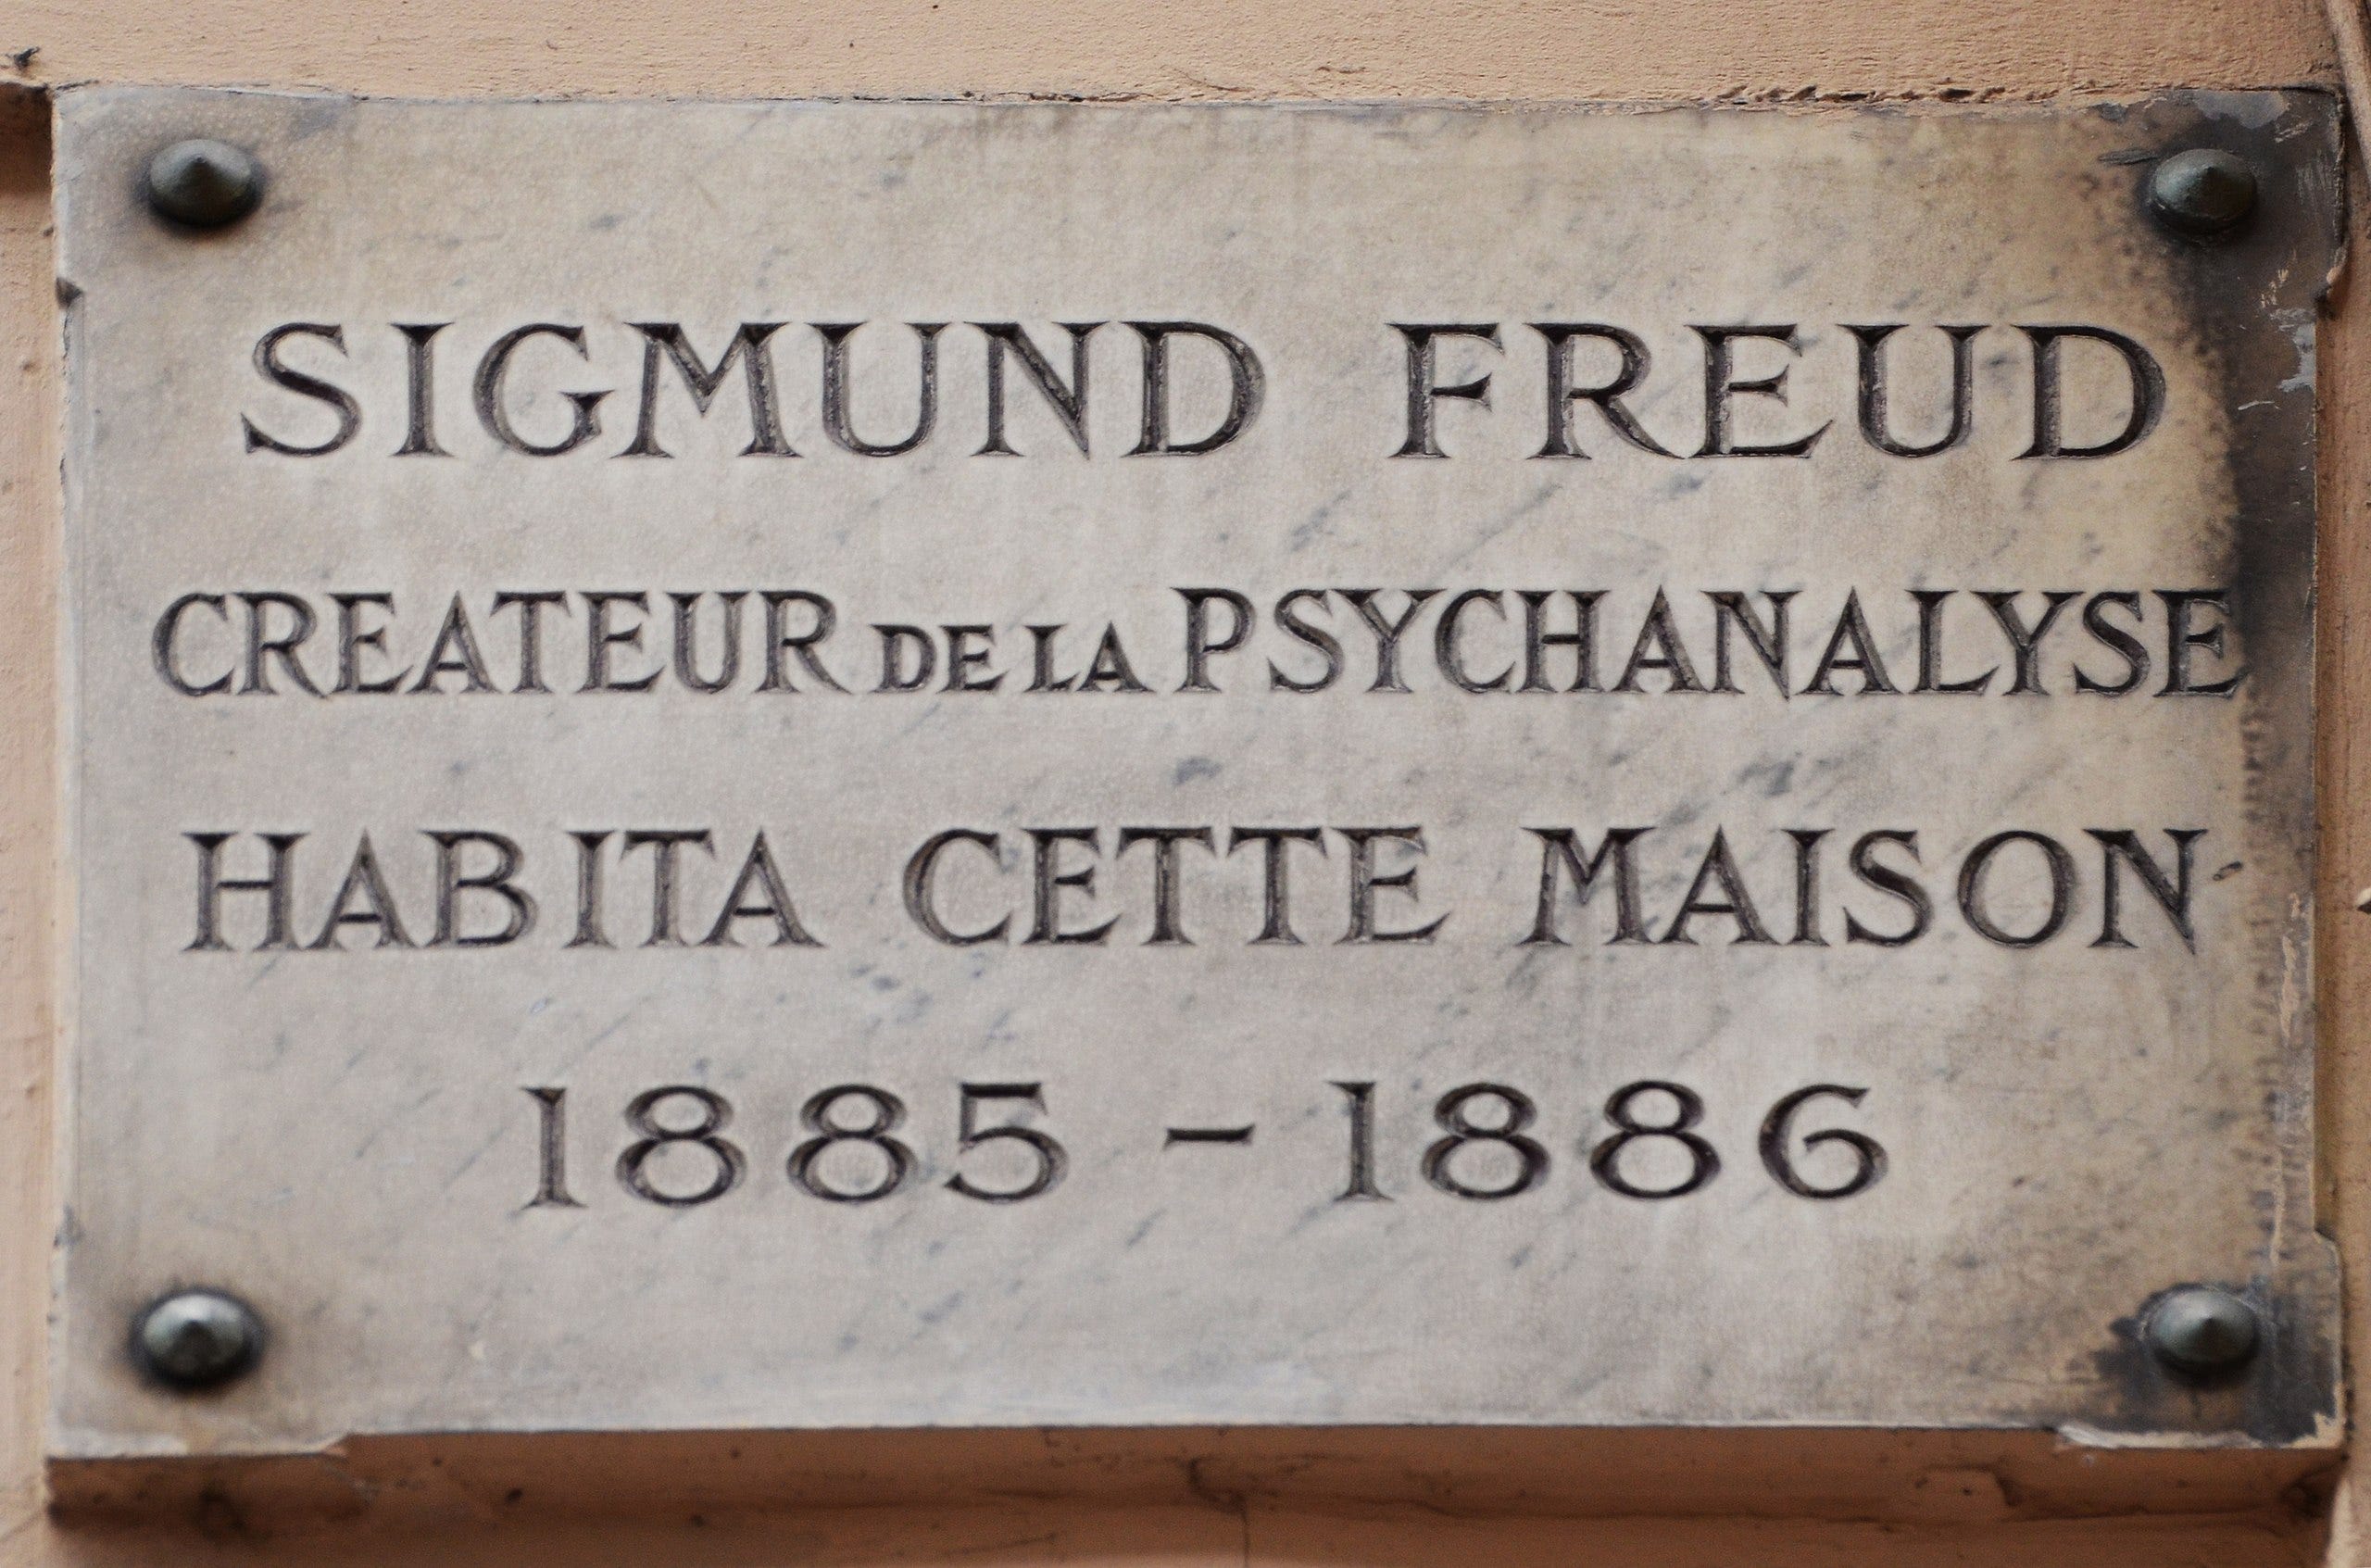 SIGMUND FREUD
CREATEUR DE LA PSYCHANALYSE
HABITA CETTE MAISON
1885 - 1886